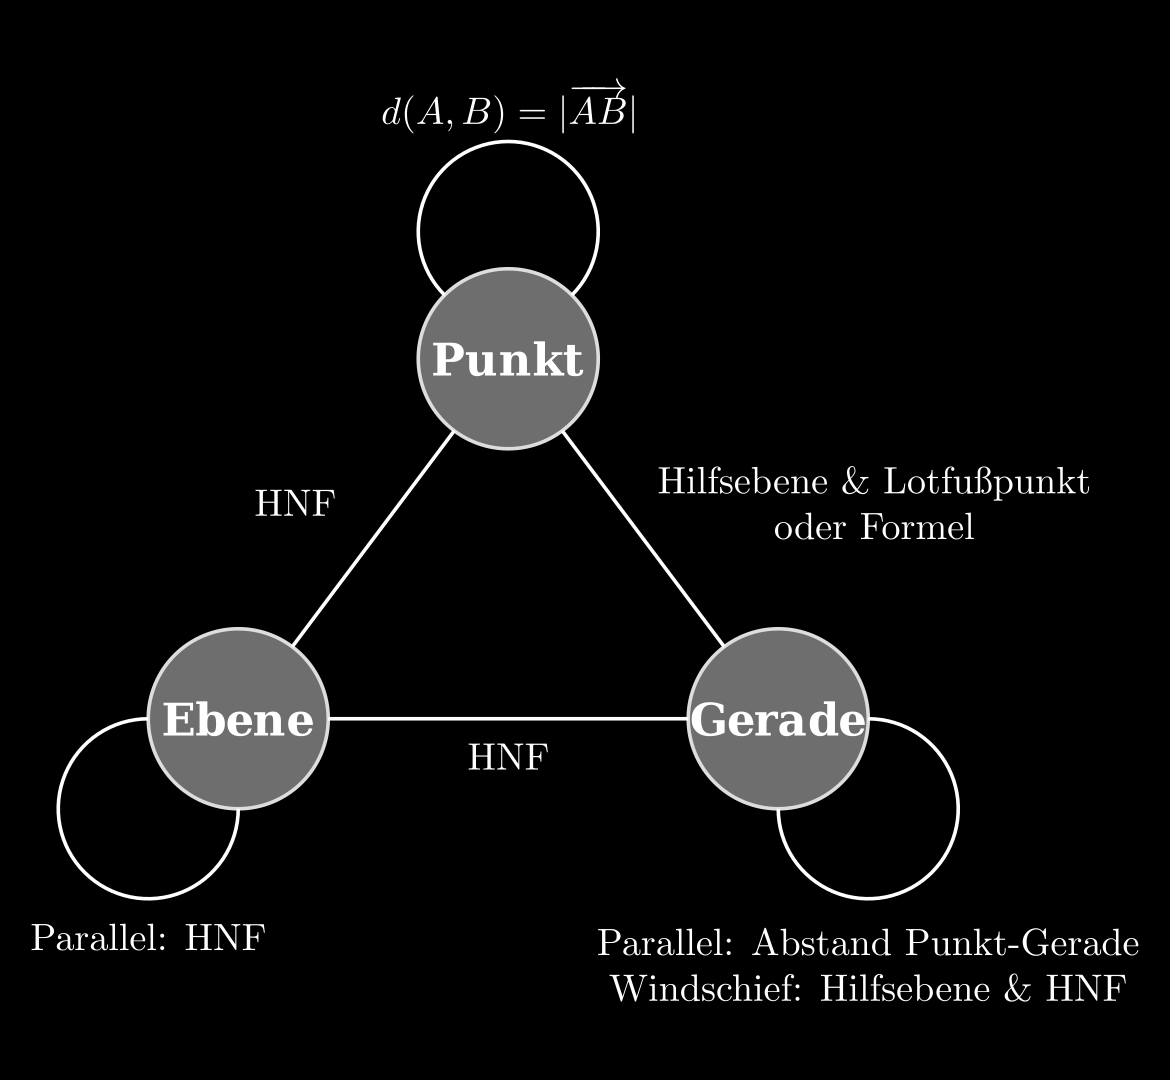 d(A, B) = |\overrightarrow{AB}|
Punkt
HNF
Hilfsebene & Lotfußpunkt
oder Formel
Ebene
Gerade
HNF
Parallel: HNF
Parallel: Abstand Punkt-Gerade
Windschief: Hilfsebene & HNF